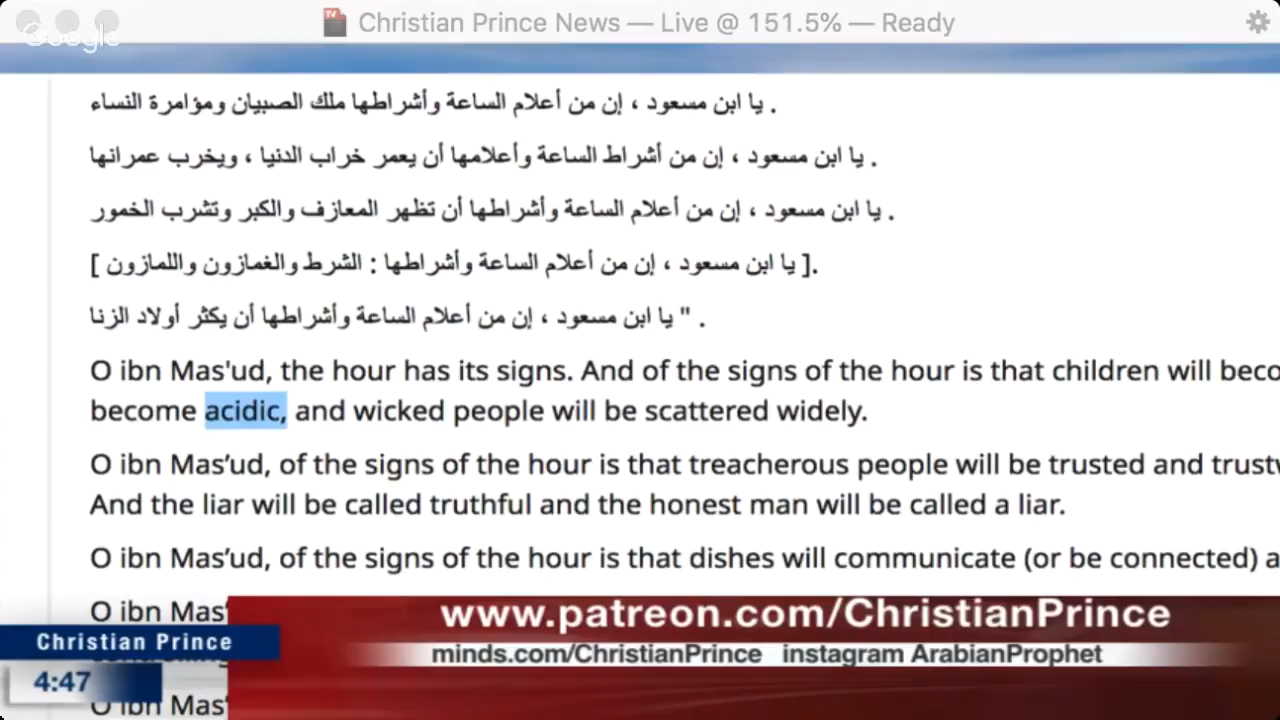 Google
TV
Christian Prince News — Live @ 151.5% — Ready
. يا ابن مسعود ، إن من أعلام الساعة وأشراطها ملك الصبيان ومؤامرة النساء
. يا ابن مسعود ، إن من أشراط الساعة وأعلامها أن يعمر خراب الدنيا ، ويخرب عمرانها
. يا ابن مسعود ، إن من أعلام الساعة وأشراطها أن تظهر المعازف والكبر وتشرب الخمور
.[ يا ابن مسعود ، إن من أعلام الساعة وأشراطها : الشرط والغمازون واللمازون ]
. " يا ابن مسعود ، إن من أعلام الساعة وأشراطها أن يكثر أولاد الزنا
O ibn Mas'ud, the hour has its signs. And of the signs of the hour is that children will beco
become acidic, and wicked people will be scattered widely.
O ibn Mas’ud, of the signs of the hour is that treacherous people will be trusted and trustw
And the liar will be called truthful and the honest man will be called a liar.
O ibn Mas’ud, of the signs of the hour is that dishes will communicate (or be connected) a
O ibn Mas’
www.patreon.com/ChristianPrince
Christian Prince
minds.com/ChristianPrince instagram ArabianProphet
4:47
O ibn Mas’